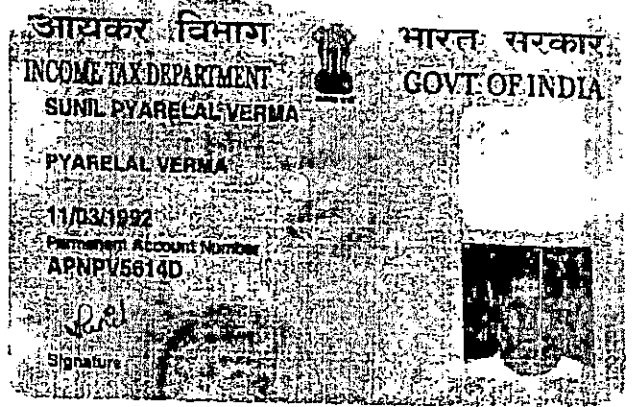 आयकर विभाग
INCOME TAX DEPARTMENT
भारत सरकार
GOVT. OF INDIA
SUNIL PYARELAL VERMA
PYARELAL VERMA
11/03/1992
Permanent Account Number
APNPV5614D
Sunil
Signature